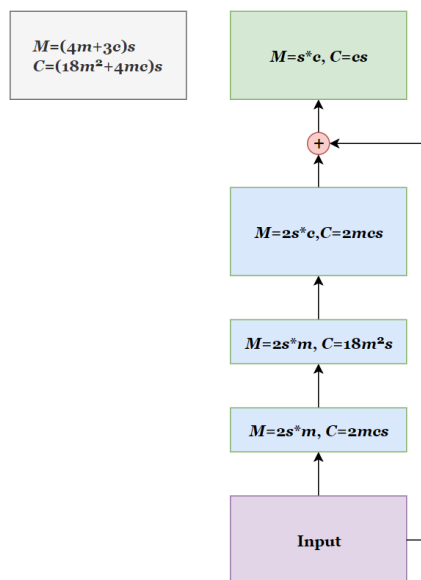 M=(4m+3c)s
C=(18m²+4mc)s
M=s*c, C=cs
+
M=2s*c,C=2mcs
M=2s*m, C=18m²s
M=2s*m, C=2mcs
Input